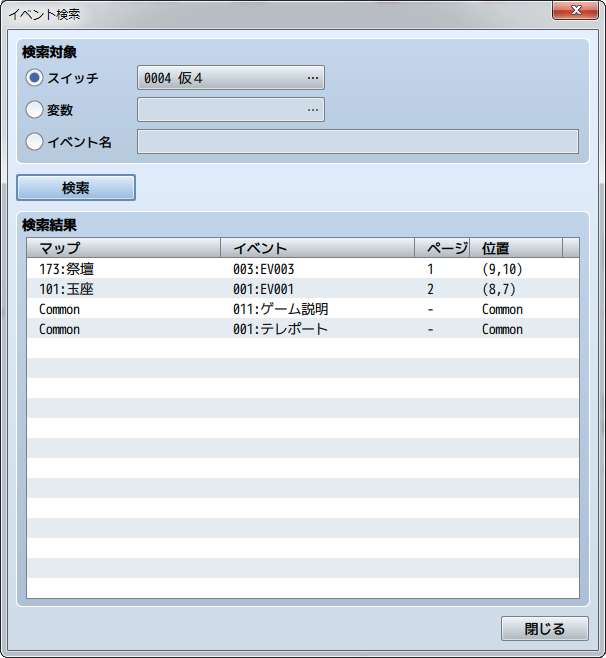 イベント検索
検索対象
スイッチ 0004 仮４ ...
変数 ...
イベント名
検索
検索結果
マップ イベント ページ 位置
173:祭壇 003:EV003 1 (9,10)
101:玉座 001:EV001 2 (8,7)
Common 011:ゲーム説明 - Common
Common 001:テレポート - Common
閉じる